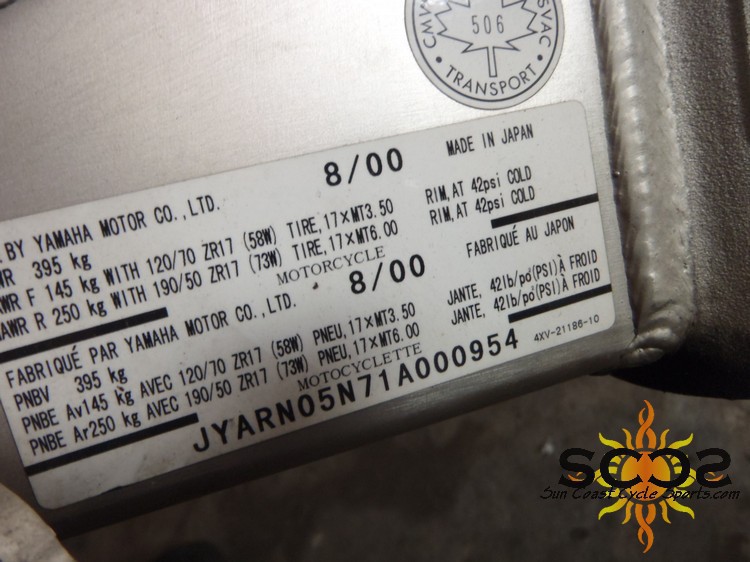 506
TRANSPORT
8/00 MADE IN JAPAN
BY YAMAHA MOTOR CO.,LTD.
395 kg
F 145 kg WITH 120/70 ZR17 (58W) TIRE,17×MT3.50 RIM,AT 42psi COLD
R 250 kg WITH 190/50 ZR17 (73W) TIRE,17×MT6.00 RIM,AT 42psi COLD
MOTORCYCLE
8/00 FABRIQUÉ AU JAPON
FABRIQUÉ PAR YAMAHA MOTOR CO.,LTD.
PNBV 395 kg
PNBE Av145 kg AVEC 120/70 ZR17 (58W) PNEU,17×MT3.50 JANTE, 42lb/po²(PSI)À FROID
PNBE Ar250 kg AVEC 190/50 ZR17 (73W) PNEU,17×MT6.00 JANTE, 42lb/po²(PSI)À FROID
MOTOCYCLETTE
JYARN05N71A000954 4XV-21186-10
SCCS
Sun Coast Cycle Sports.com